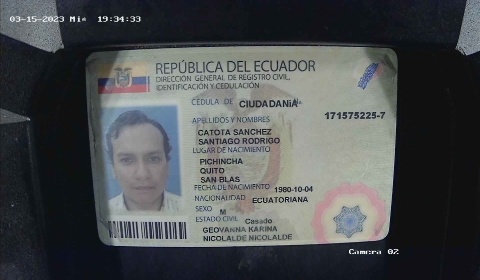 03-15-2023 Mié 19:34:33
REPÚBLICA DEL ECUADOR
DIRECCIÓN GENERAL DE REGISTRO CIVIL,
IDENTIFICACIÓN Y CEDULACIÓN
CÉDULA DE CIUDADANÍA
171575225-7
APELLIDOS Y NOMBRES
CATOTA SANCHEZ
SANTIAGO RODRIGO
LUGAR DE NACIMIENTO
PICHINCHA
QUITO
SAN BLAS
FECHA DE NACIMIENTO 1980-10-04
NACIONALIDAD ECUATORIANA
SEXO M
ESTADO CIVIL Casado
GEOVANNA KARINA
NICOLALDE NICOLALDE
Camera 02